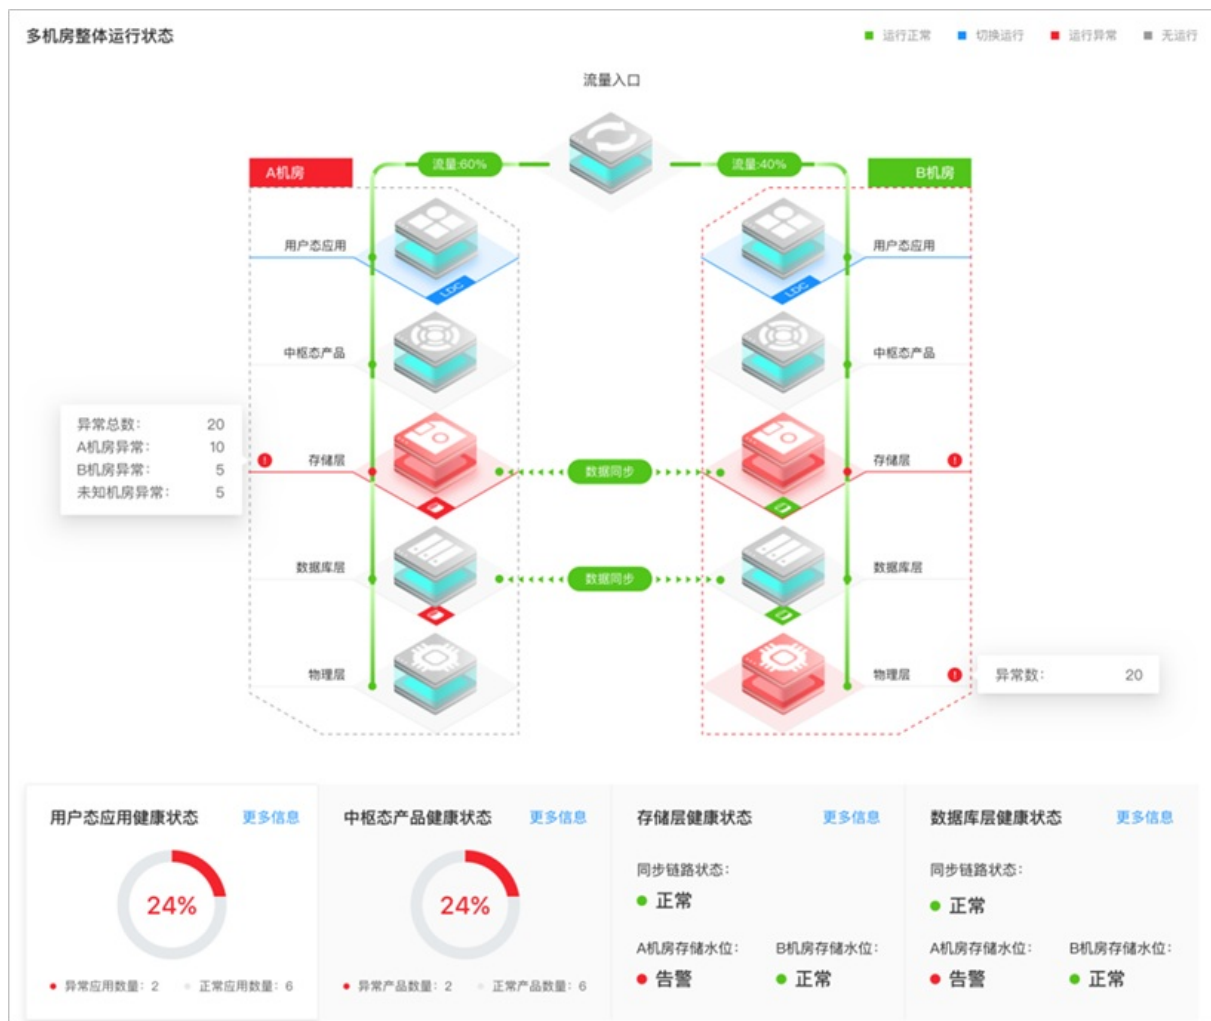 多机房整体运行状态
运行正常 切换运行 运行异常 无运行
流量入口
流量:60% 流量:40%
A机房 B机房
用户态应用 用户态应用
LDC LDC
中枢态产品 中枢态产品
异常总数: 20
A机房异常: 10
B机房异常: 5
未知机房异常: 5
存储层 数据同步 存储层
数据库层 数据同步 数据库层
物理层 物理层
异常数: 20
用户态应用健康状态 更多信息
24%
异常应用数量: 2 正常应用数量: 6
中枢态产品健康状态 更多信息
24%
异常产品数量: 2 正常产品数量: 6
存储层健康状态 更多信息
同步链路状态:
正常
A机房存储水位: B机房存储水位:
告警 正常
数据库层健康状态 更多信息
同步链路状态:
正常
A机房存储水位: B机房存储水位:
告警 正常